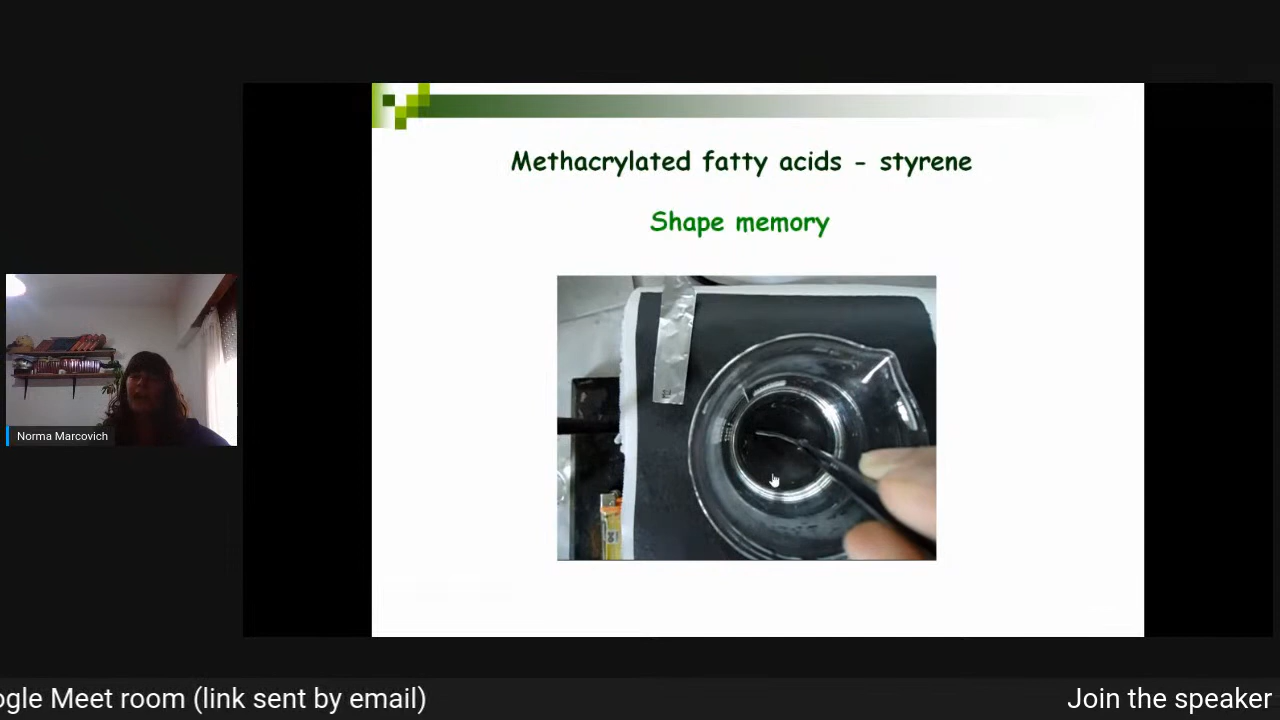 Methacrylated fatty acids - styrene
Shape memory
Norma Marcovich
ogle Meet room (link sent by email)
Join the speaker